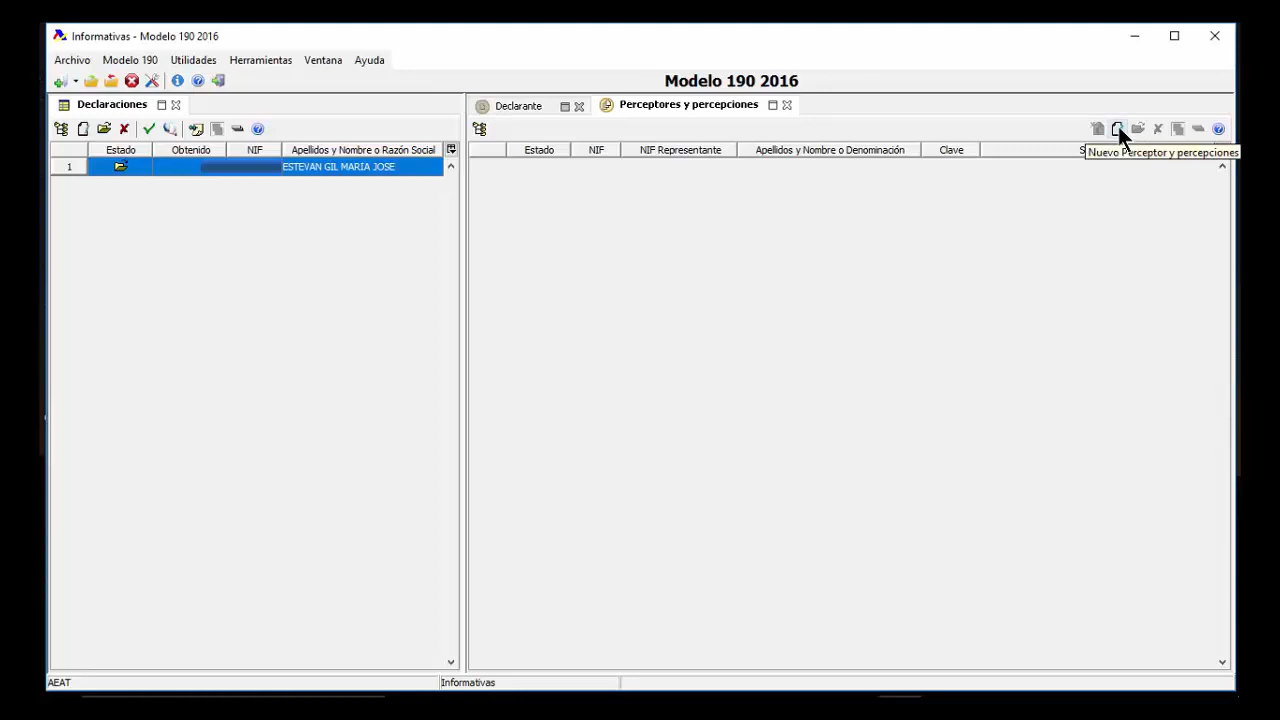 Informativas - Modelo 190 2016
Archivo Modelo 190 Utilidades Herramientas Ventana Ayuda
Modelo 190 2016
Declaraciones
Declarante
Perceptores y percepciones
Estado Obtenido NIF Apellidos y Nombre o Razón Social
1 ESTEVAN GIL MARIA JOSE
Estado NIF NIF Representante Apellidos y Nombre o Denominación Clave
Nuevo Perceptor y percepciones
AEAT
Informativas